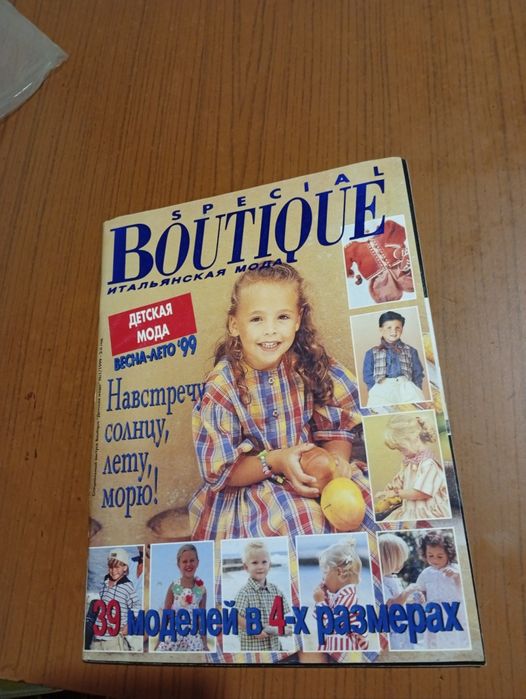 SPECIAL
BOUTIQUE
ИТАЛЬЯНСКАЯ МОДА
ДЕТСКАЯ
МОДА
ВЕСНА-ЛЕТО '99
Навстречу
солнцу,
лету,
морю!
39 моделей в 4-х размерах